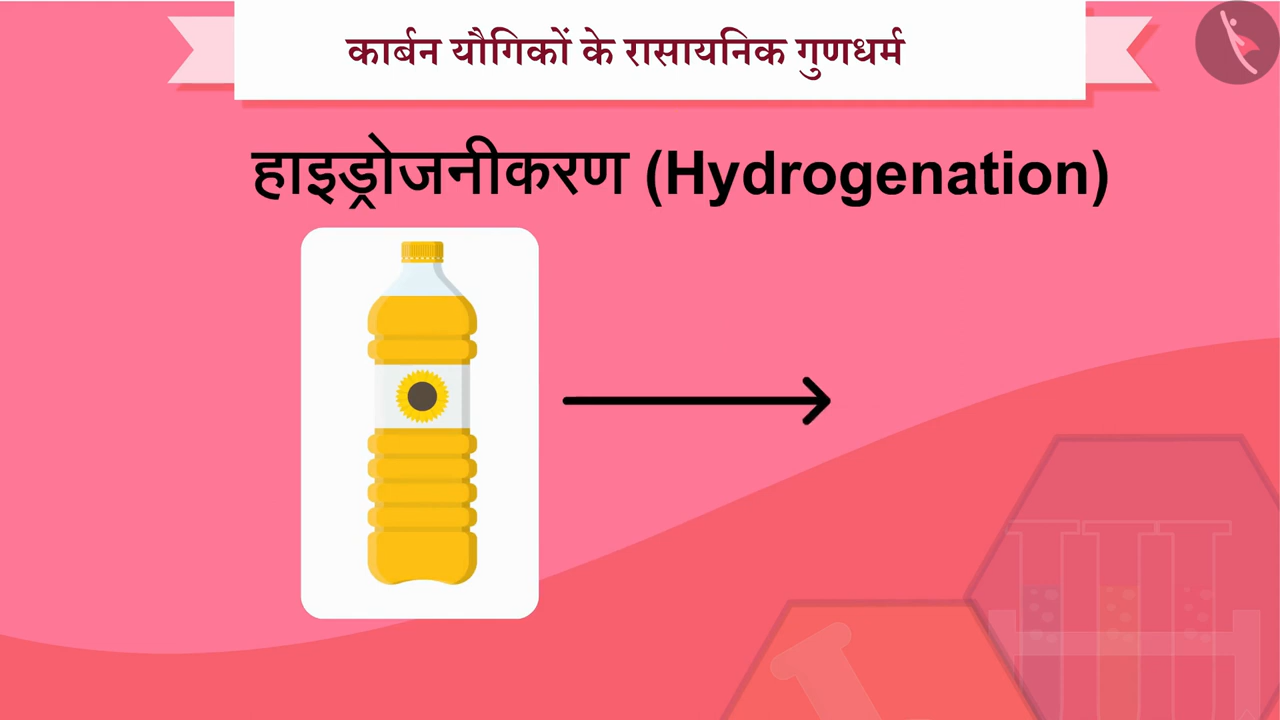 कार्बन यौगिकों के रासायनिक गुणधर्म
हाइड्रोजनीकरण (Hydrogenation)